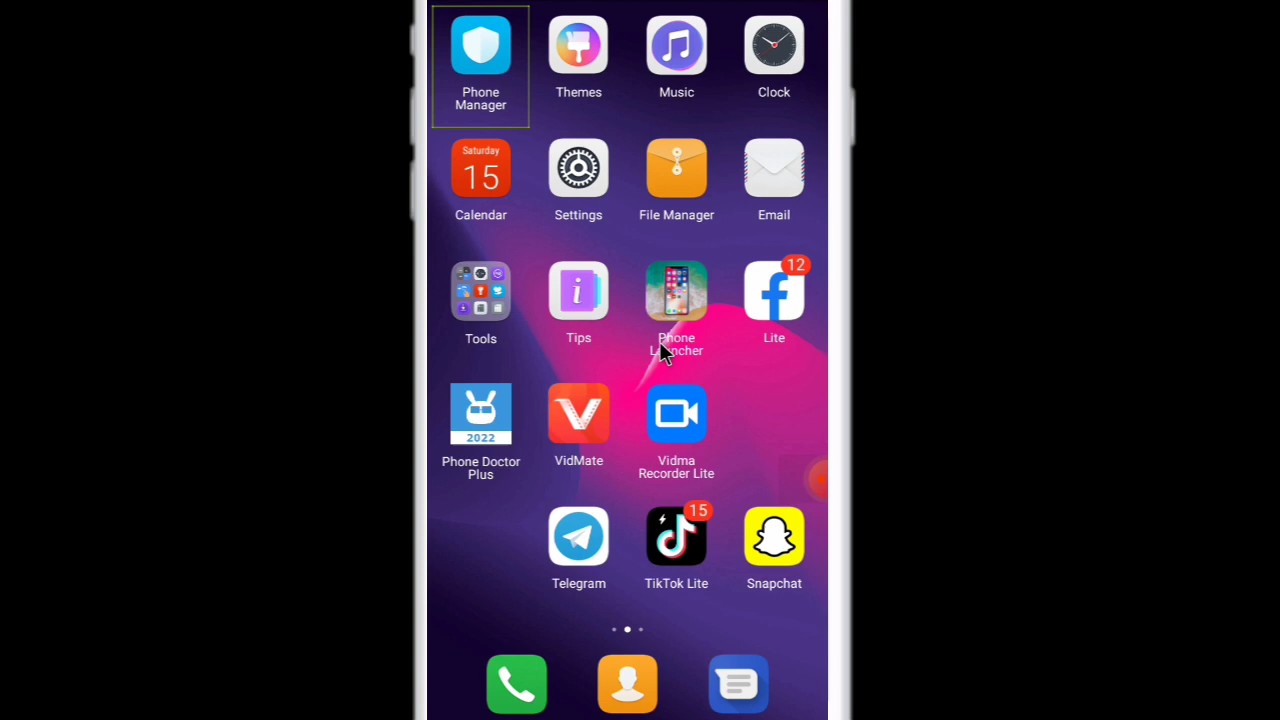 Phone
Manager
Themes
Music
Clock
Saturday
15
Calendar
Settings
File Manager
Email
Tools
Tips
Phone
Launcher
12
Lite
2022
Phone Doctor
Plus
VidMate
Vidma
Recorder Lite
Telegram
15
TikTok Lite
Snapchat